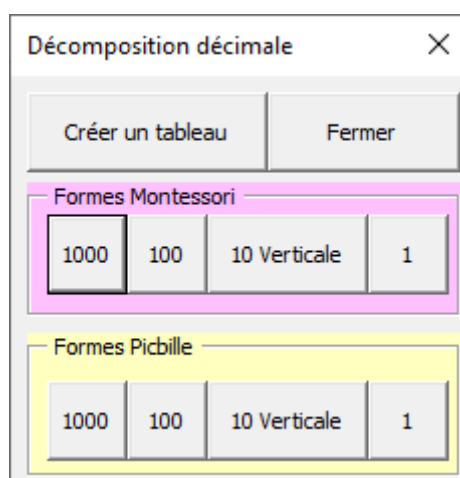 Décomposition décimale
Créer un tableau Fermer
Formes Montessori
1000 100 10 Verticale 1
Formes Picbille
1000 100 10 Verticale 1